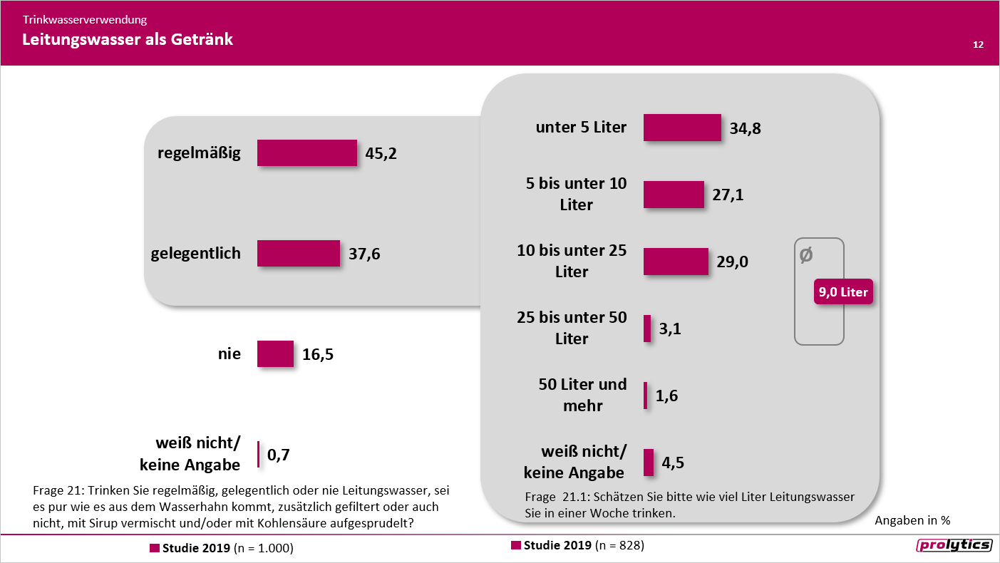 Trinkwasserverwendung
Leitungswasser als Getränk
12
regelmäßig
45,2
gelegentlich
37,6
nie
16,5
weiß nicht/
keine Angabe
0,7
Frage 21: Trinken Sie regelmäßig, gelegentlich oder nie Leitungswasser, sei
es pur wie es aus dem Wasserhahn kommt, zusätzlich gefiltert oder auch
nicht, mit Sirup vermischt und/oder mit Kohlensäure aufgesprudelt?
Studie 2019 (n = 1.000)
unter 5 Liter
34,8
5 bis unter 10
Liter
27,1
10 bis unter 25
Liter
29,0
25 bis unter 50
Liter
3,1
50 Liter und
mehr
1,6
weiß nicht/
keine Angabe
4,5
Ø
9,0 Liter
Frage 21.1: Schätzen Sie bitte wie viel Liter Leitungswasser
Sie in einer Woche trinken.
Studie 2019 (n = 828)
Angaben in %
prolytics